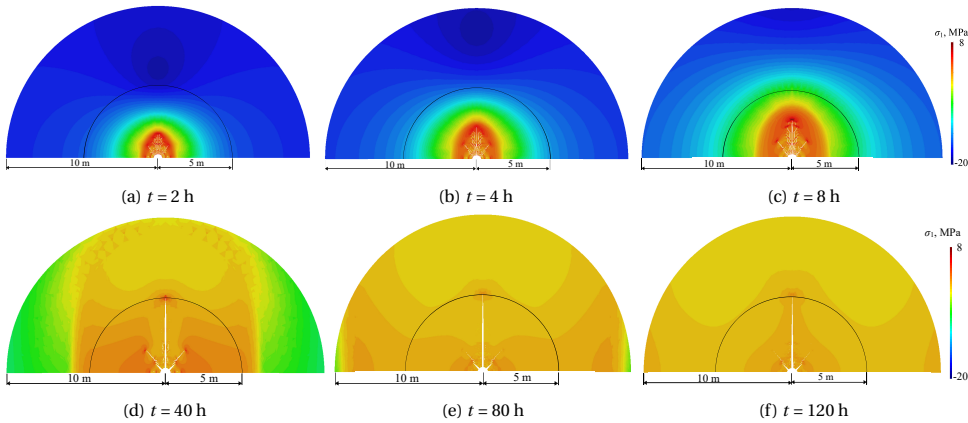 σ₁, MPa
8
-20
10 m
5 m
10 m
5 m
10 m
5 m
(a) t = 2 h
(b) t = 4 h
(c) t = 8 h
σ₁, MPa
8
-20
10 m
5 m
10 m
5 m
10 m
5 m
(d) t = 40 h
(e) t = 80 h
(f) t = 120 h